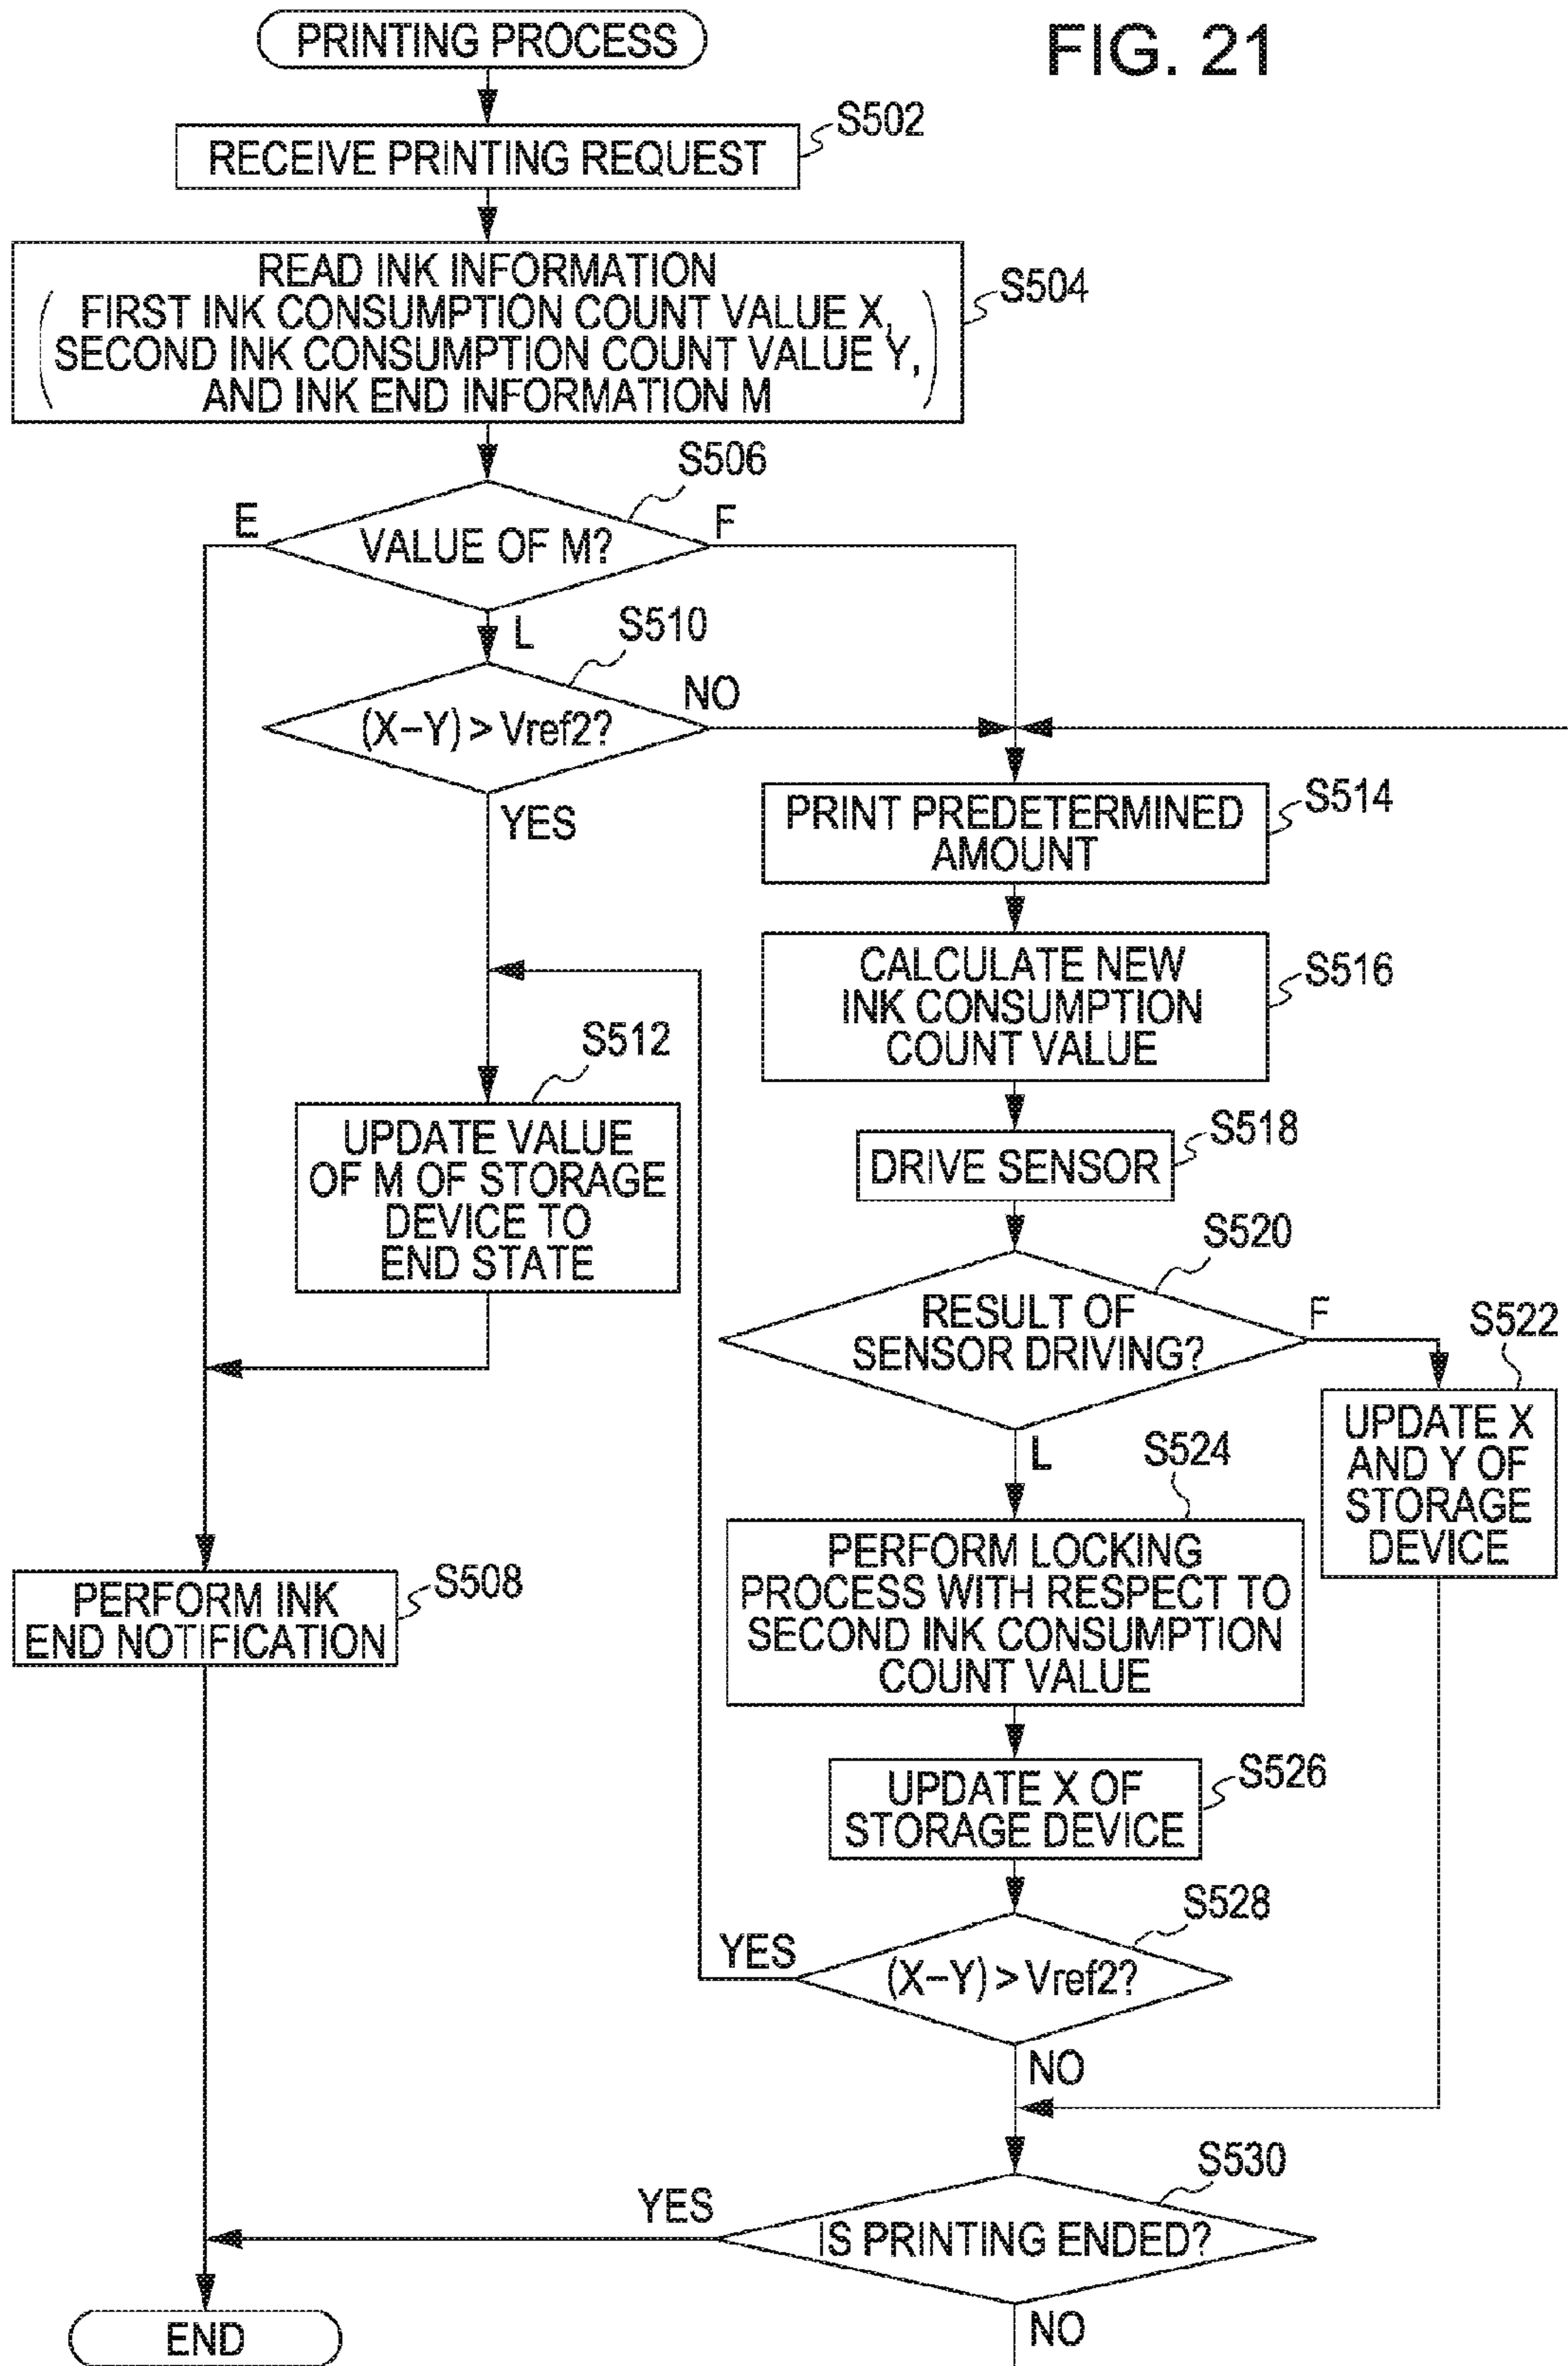 FIG. 21
PRINTING PROCESS
S502
RECEIVE PRINTING REQUEST
S504
READ INK INFORMATION
( FIRST INK CONSUMPTION COUNT VALUE X,
SECOND INK CONSUMPTION COUNT VALUE Y,
AND INK END INFORMATION M )
S506
E
VALUE OF M?
F
L
S510
(X–Y) > Vref2?
NO
YES
S514
PRINT PREDETERMINED
AMOUNT
S516
CALCULATE NEW
INK CONSUMPTION
COUNT VALUE
S512
UPDATE VALUE
OF M OF STORAGE
DEVICE TO
END STATE
S518
DRIVE SENSOR
S520
RESULT OF
SENSOR DRIVING?
F
L
S522
UPDATE X
AND Y OF
STORAGE
DEVICE
S524
PERFORM LOCKING
PROCESS WITH RESPECT TO
SECOND INK CONSUMPTION
COUNT VALUE
S508
PERFORM INK
END NOTIFICATION
S526
UPDATE X OF
STORAGE DEVICE
S528
YES
(X–Y) > Vref2?
NO
S530
YES
IS PRINTING ENDED?
NO
END